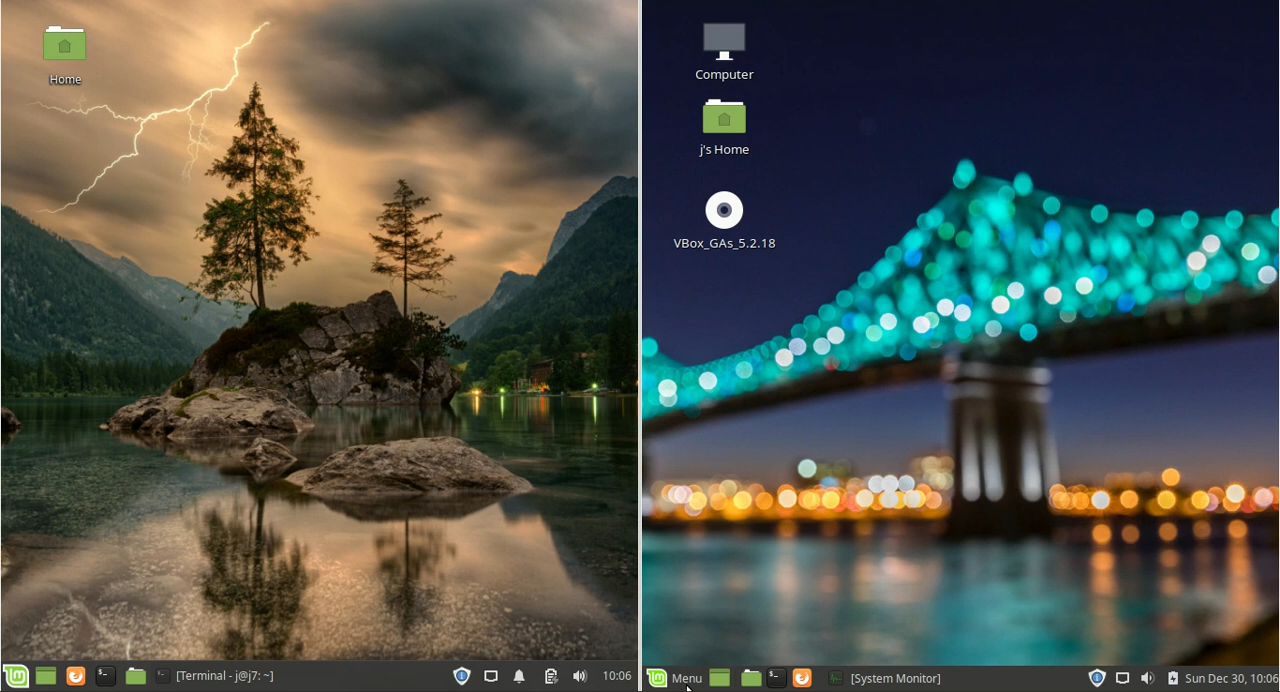 Home
[Terminal - j@j7: ~]
10:06
Computer
j's Home
VBox_GAs_5.2.18
Menu
[System Monitor]
Sun Dec 30, 10:06